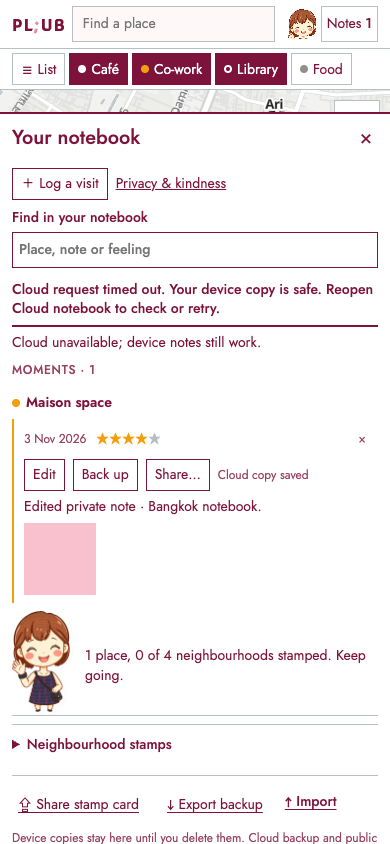 PL;UB
Find a place
Notes 1
≡ List
Café
Co-work
Library
Food
Ari
Your notebook
×
+ Log a visit
Privacy & kindness
Find in your notebook
Place, note or feeling
Cloud request timed out. Your device copy is safe. Reopen
Cloud notebook to check or retry.
Cloud unavailable; device notes still work.
MOMENTS · 1
Maison space
3 Nov 2026 ★★★★★ ×
Edit
Back up
Share...
Cloud copy saved
Edited private note · Bangkok notebook.
1 place, 0 of 4 neighbourhoods stamped. Keep
going.
▶ Neighbourhood stamps
Share stamp card
↓ Export backup
↑ Import
Device copies stay here until you delete them. Cloud backup and public